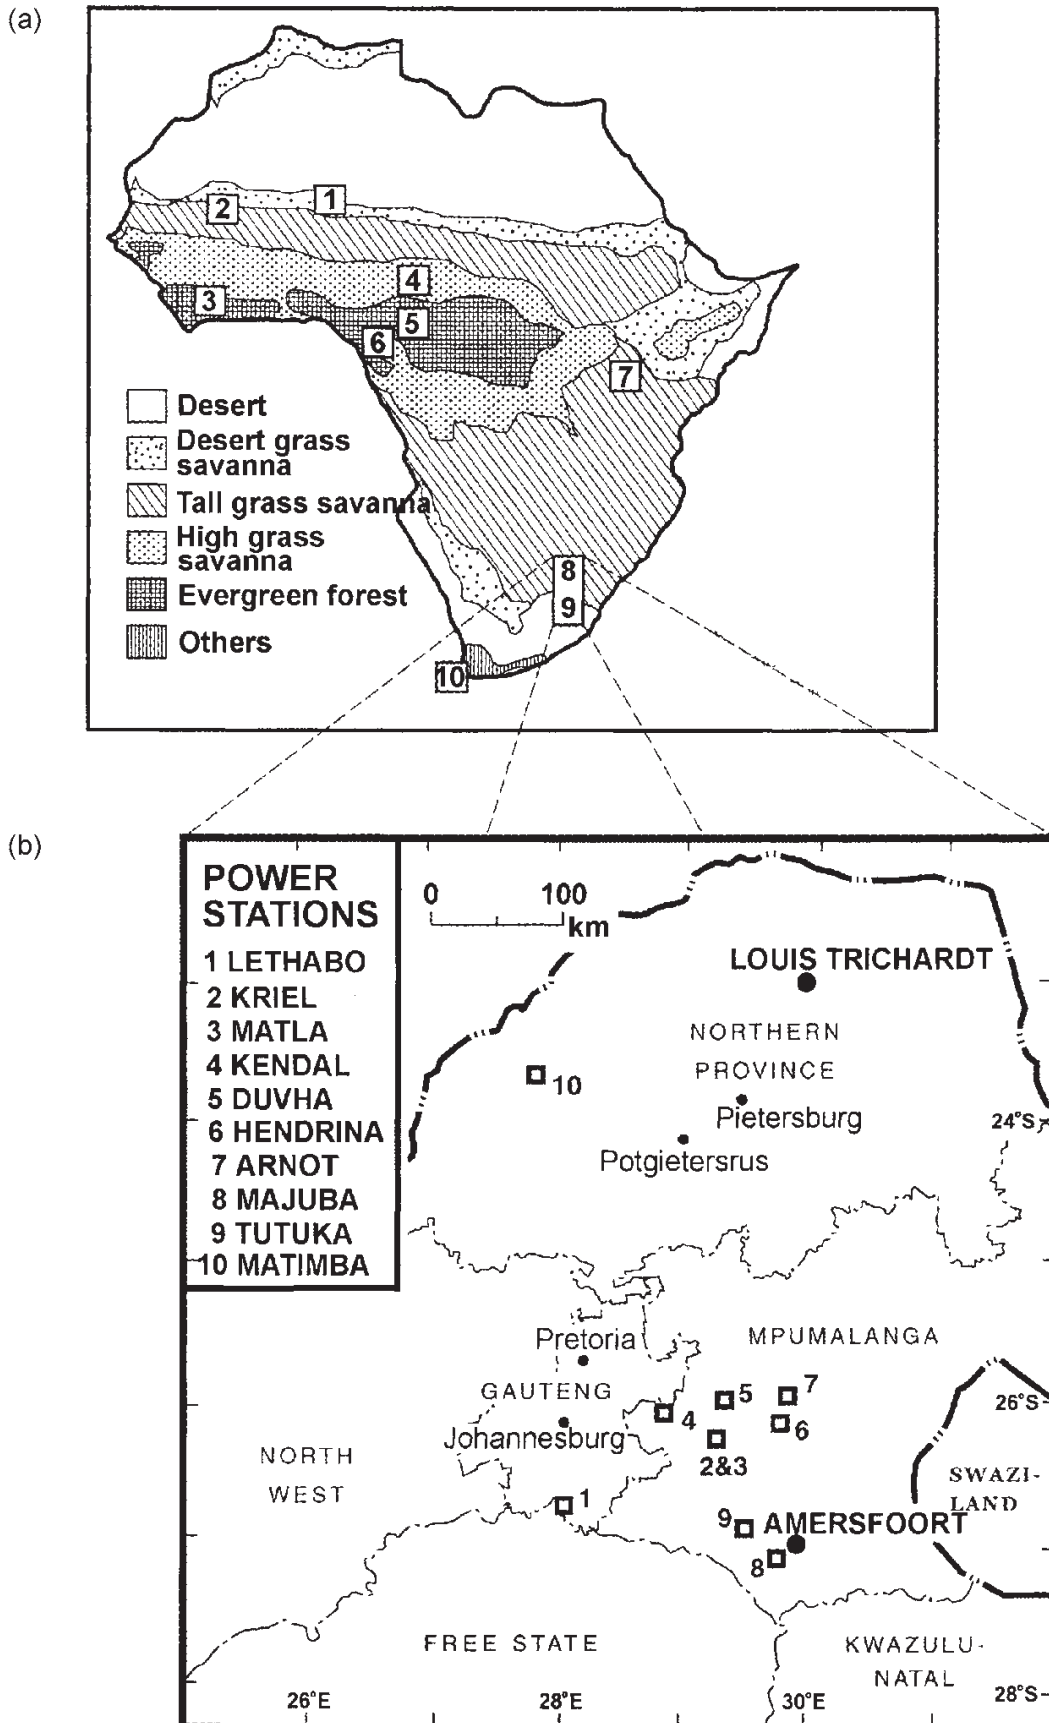 (a)
1
2
4
3
5
6
7
Desert
Desert grass
savanna
Tall grass savanna
High grass
savanna
8
Evergreen forest
9
Others
10
(b)
POWER
STATIONS
1 LETHABO
2 KRIEL
3 MATLA
4 KENDAL
5 DUVHA
6 HENDRINA
7 ARNOT
8 MAJUBA
9 TUTUKA
10 MATIMBA
0 100
km
LOUIS TRICHARDT
NORTHERN
PROVINCE
10
Pietersburg
24°S
Potgietersrus
Pretoria
MPUMALANGA
GAUTENG
5
7
26°S
4
6
Johannesburg
2&3
NORTH
WEST
SWAZI-
LAND
1
9
AMERSFOORT
8
FREE STATE
KWAZULU-
NATAL
26°E
28°E
30°E
28°S